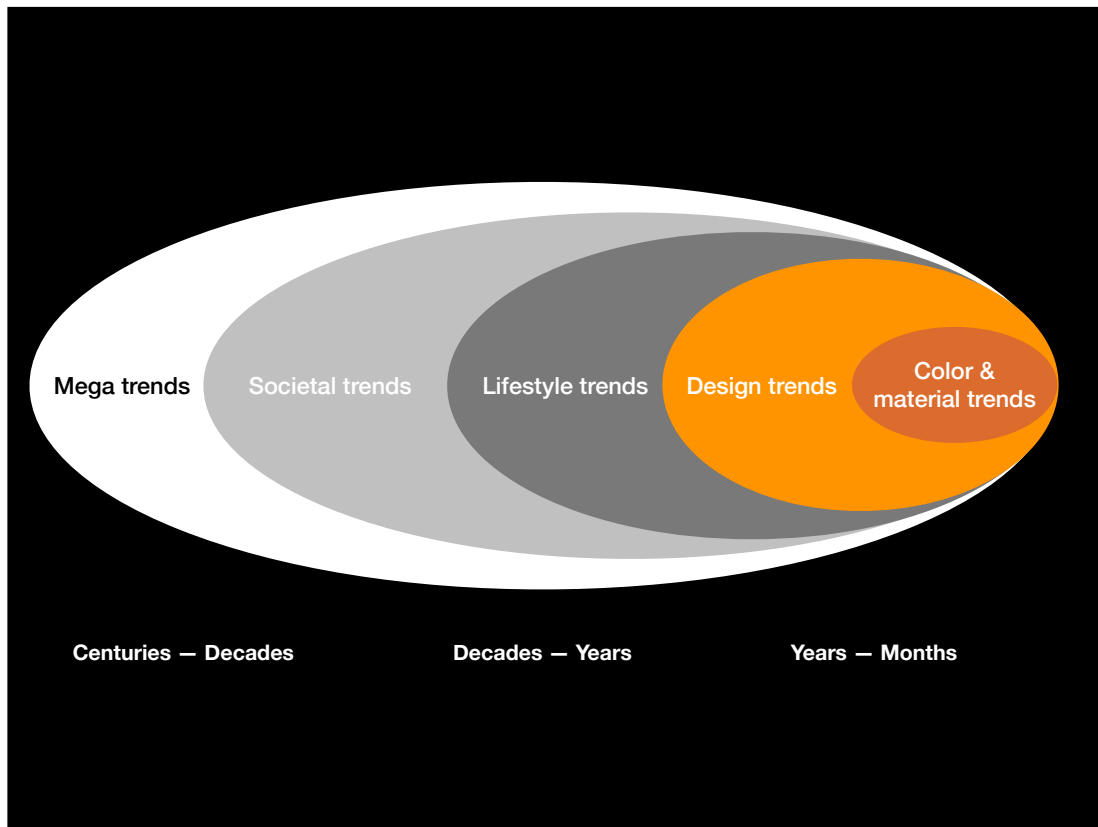 Mega trends
Societal trends
Lifestyle trends
Design trends
Color &
material trends
Centuries — Decades
Decades — Years
Years — Months